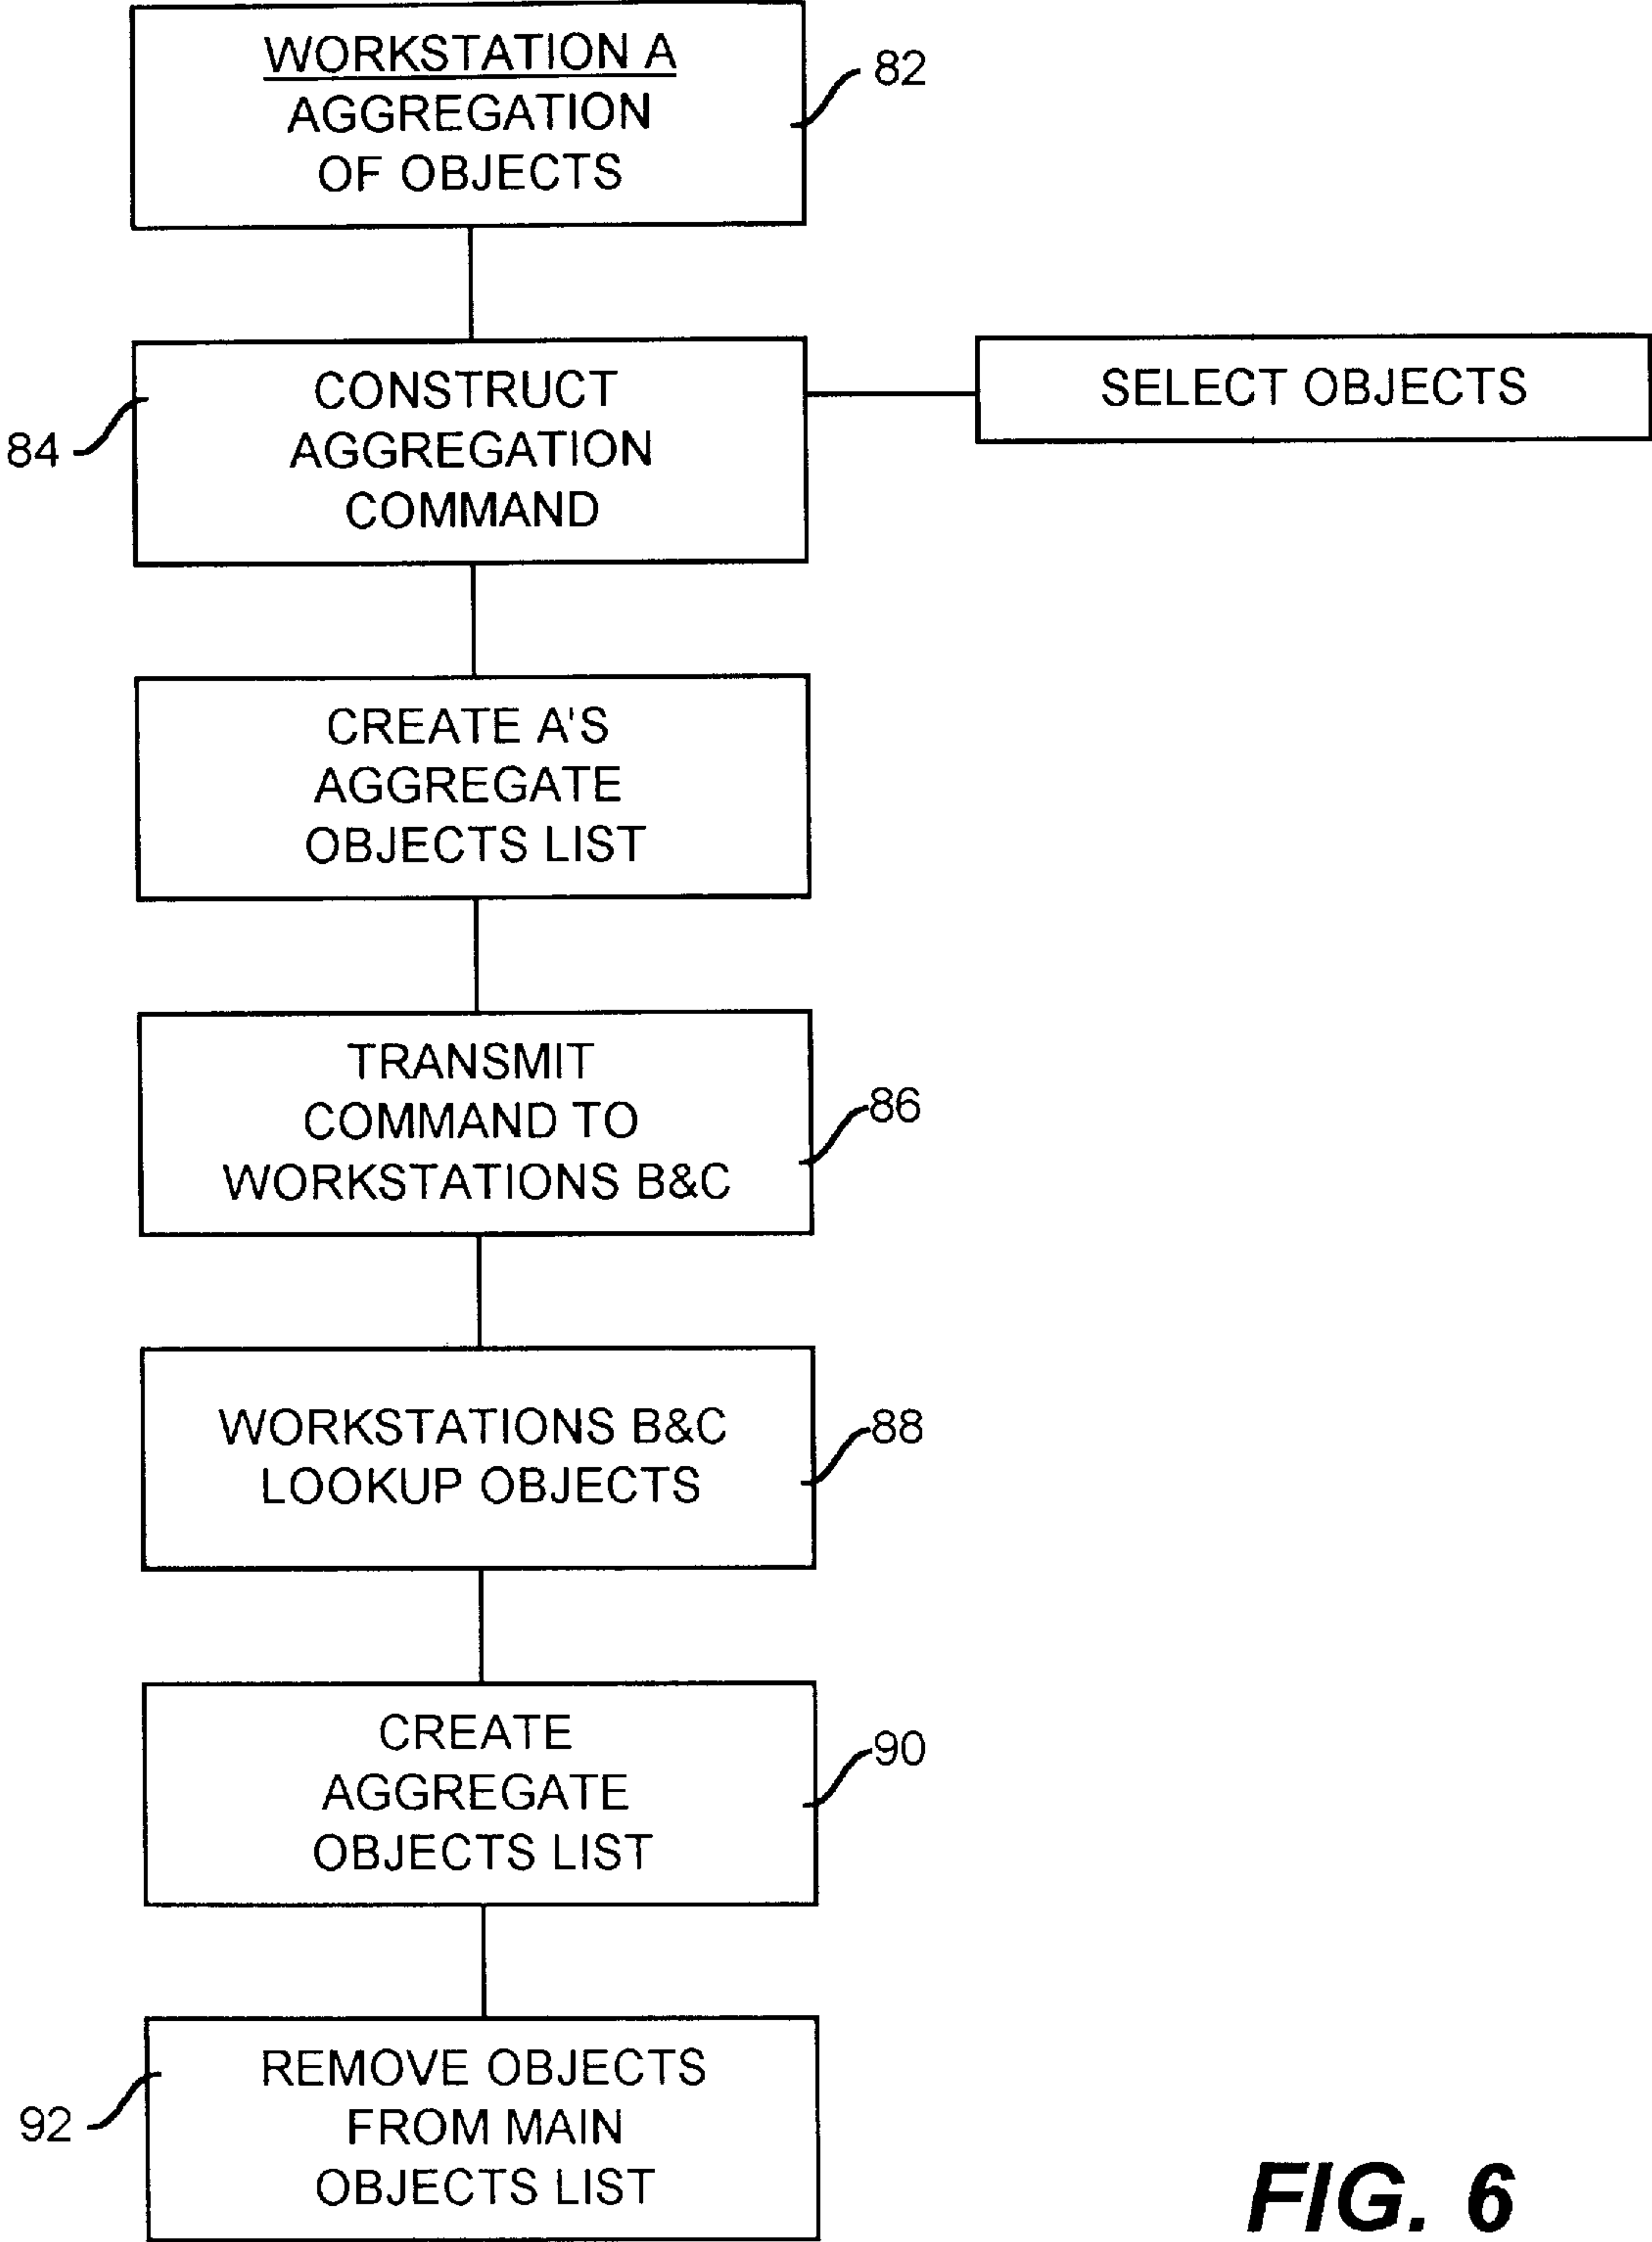 WORKSTATION A
AGGREGATION
OF OBJECTS
82
CONSTRUCT
AGGREGATION
COMMAND
84
SELECT OBJECTS
CREATE A'S
AGGREGATE
OBJECTS LIST
TRANSMIT
COMMAND TO
WORKSTATIONS B&C
86
WORKSTATIONS B&C
LOOKUP OBJECTS
88
CREATE
AGGREGATE
OBJECTS LIST
90
REMOVE OBJECTS
FROM MAIN
OBJECTS LIST
92
FIG. 6